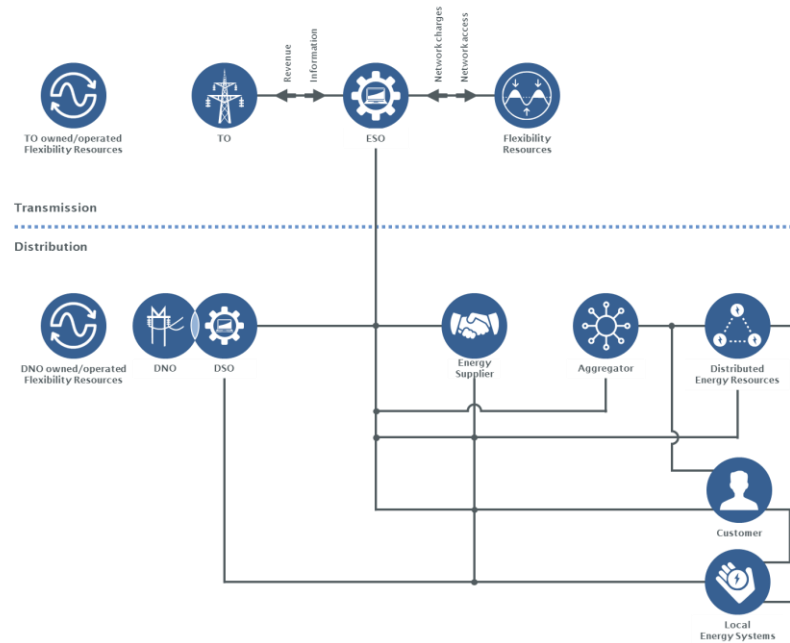 Revenue
Information
Network charges
Network access
TO owned/operated
Flexibility Resources
TO
ESO
Flexibility
Resources
Transmission
Distribution
DNO owned/operated
Flexibility Resources
DNO
DSO
Energy
Supplier
Aggregator
Distributed
Energy Resources
Customer
Local
Energy Systems